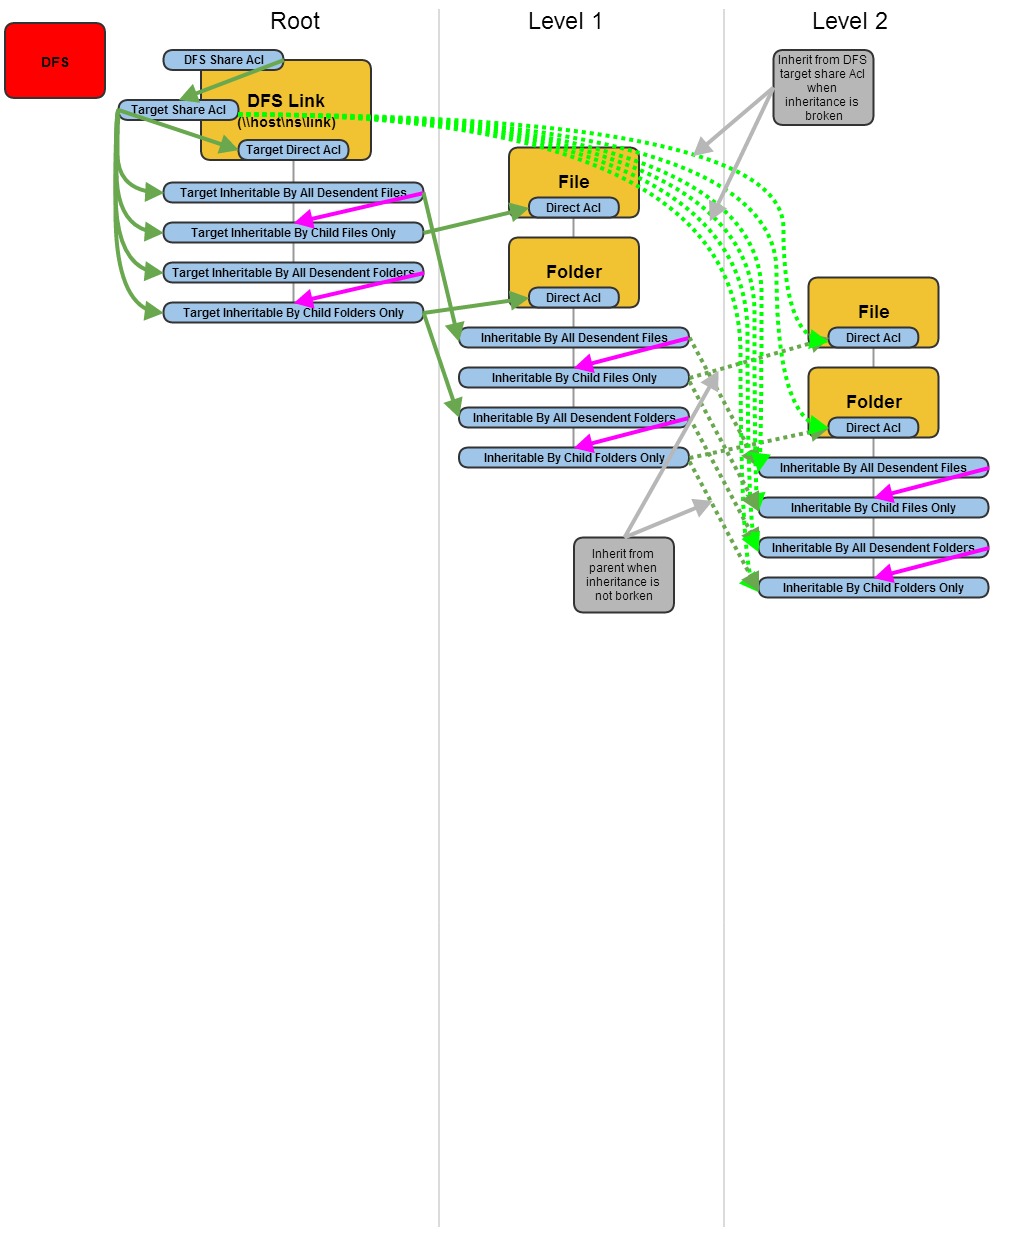 Root
Level 1
Level 2
DFS
DFS Share Acl
DFS Link
(\\host\ns\link)
Target Share Acl
Target Direct Acl
Target Inheritable By All Desendent Files
Target Inheritable By Child Files Only
Target Inheritable By All Desendent Folders
Target Inheritable By Child Folders Only
File
Direct Acl
Folder
Direct Acl
Inheritable By All Desendent Files
Inheritable By Child Files Only
Inheritable By All Desendent Folders
Inheritable By Child Folders Only
Inherit from
parent when
inheritance is
not borken
Inherit from DFS
target share Acl
when
inheritance is
broken
File
Direct Acl
Folder
Direct Acl
Inheritable By All Desendent Files
Inheritable By Child Files Only
Inheritable By All Desendent Folders
Inheritable By Child Folders Only